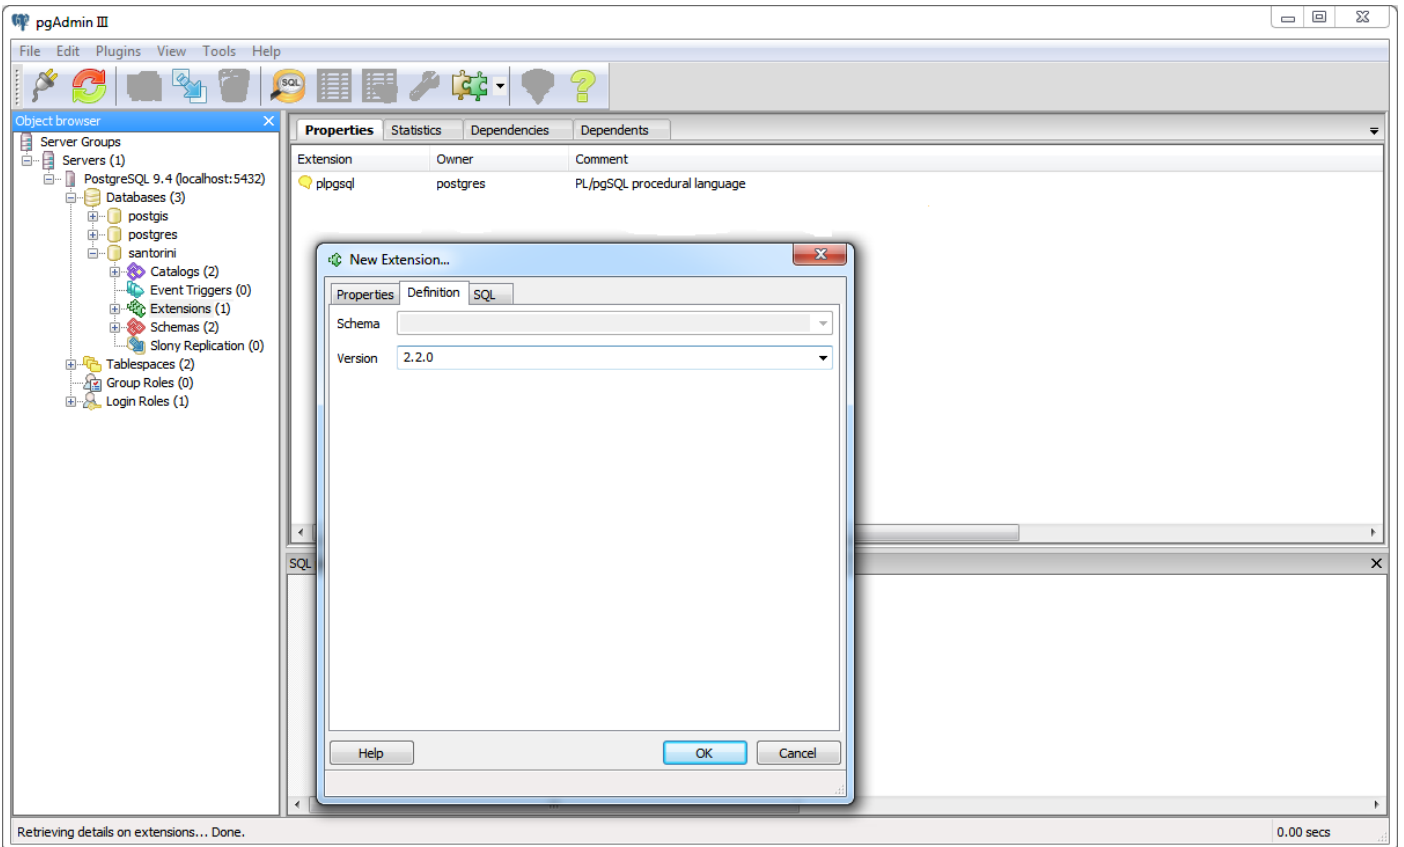 pgAdmin III
File Edit Plugins View Tools Help
SQL
Object browser
Server Groups
Servers (1)
PostgreSQL 9.4 (localhost:5432)
Databases (3)
postgis
postgres
santorini
Catalogs (2)
Event Triggers (0)
Extensions (1)
Schemas (2)
Slony Replication (0)
Tablespaces (2)
Group Roles (0)
Login Roles (1)
Properties Statistics Dependencies Dependents
Extension Owner Comment
plpgsql postgres PL/pgSQL procedural language
New Extension...
Properties Definition SQL
Schema
Version 2.2.0
Help OK Cancel
SQL
Retrieving details on extensions... Done. 0.00 secs